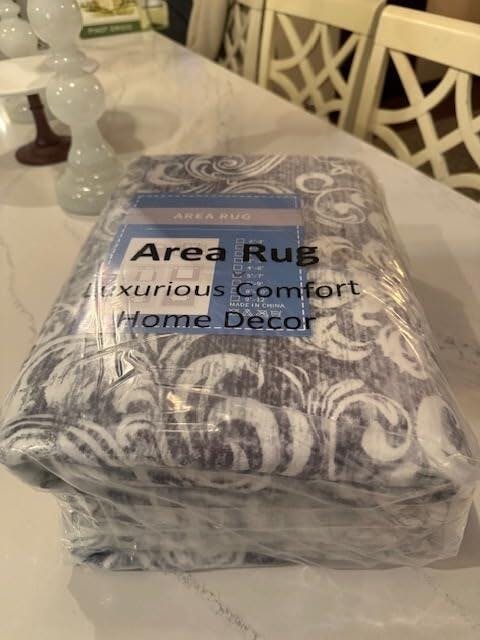 AREA RUG
Area Rug
Luxurious Comfort
Home Decor
MADE IN CHINA